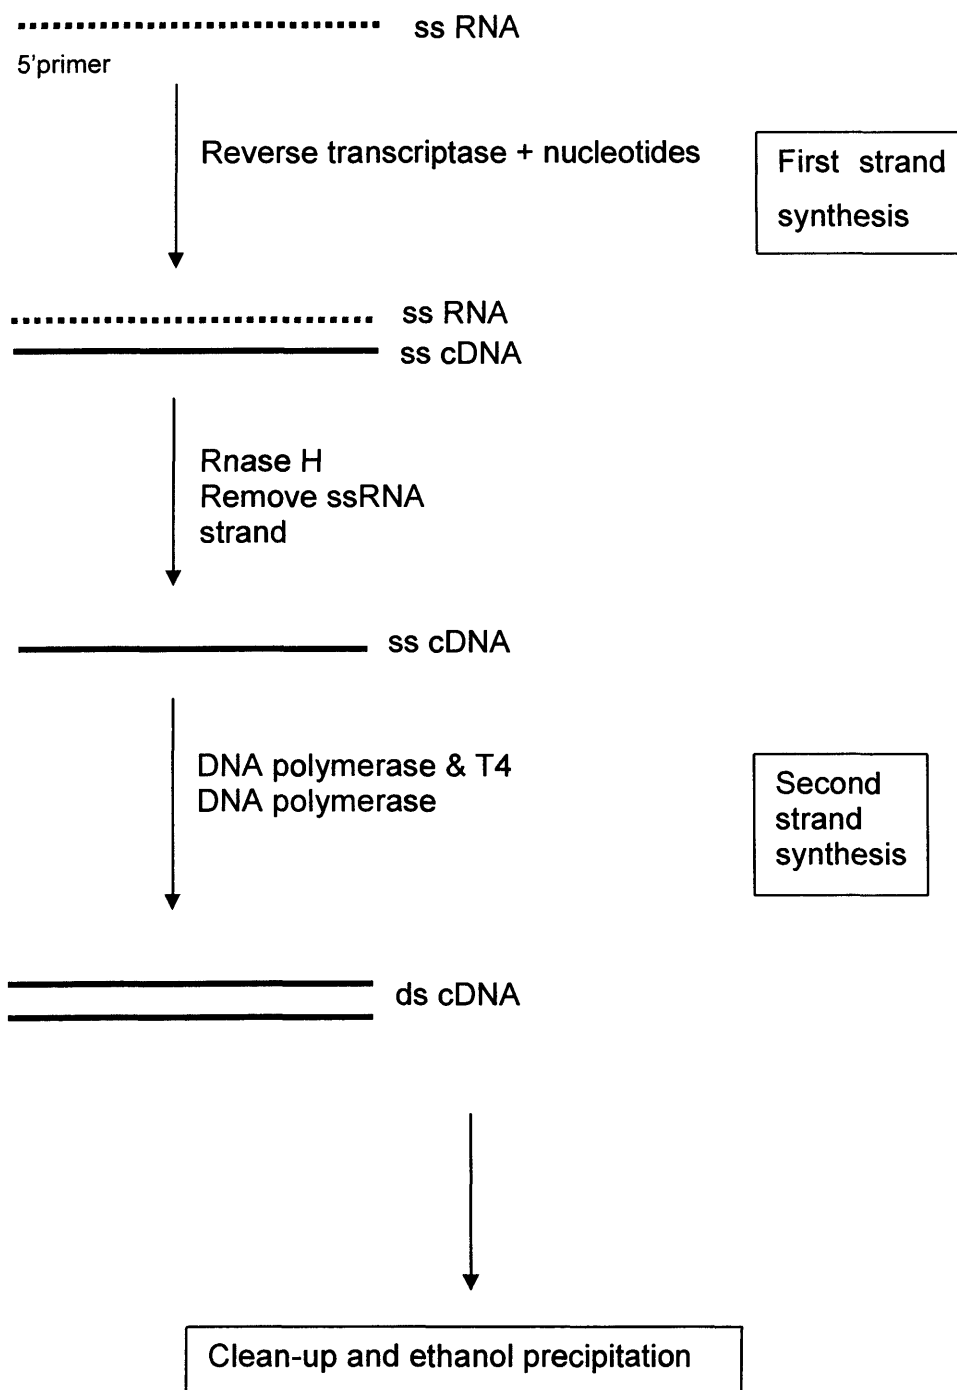 ss RNA
5'primer
Reverse transcriptase + nucleotides
First strand
synthesis
ss RNA
ss cDNA
Rnase H
Remove ssRNA
strand
ss cDNA
DNA polymerase & T4
DNA polymerase
Second
strand
synthesis
ds cDNA
Clean-up and ethanol precipitation